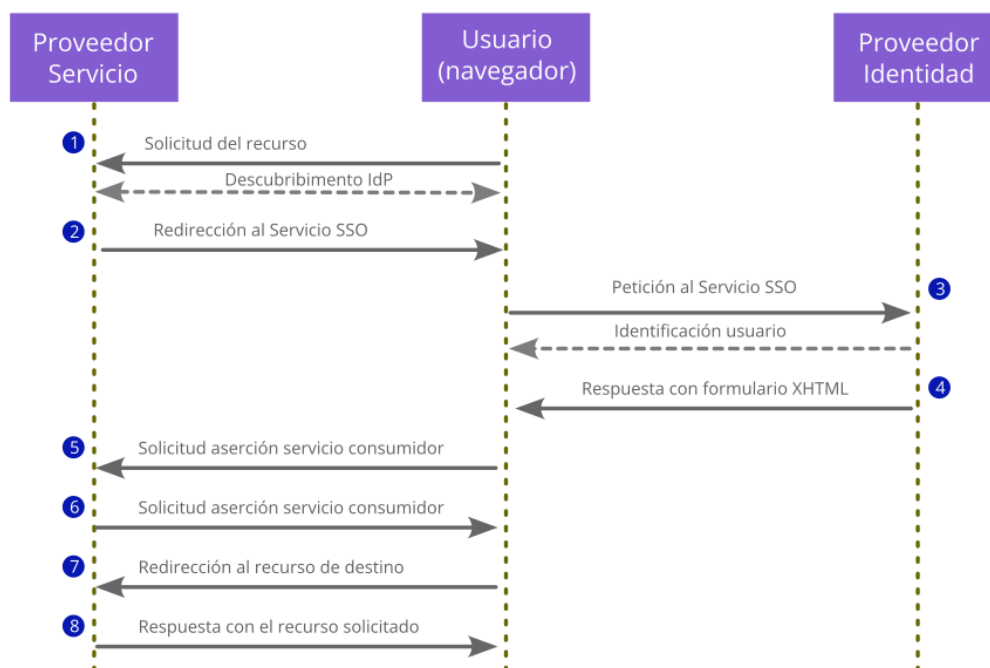 Proveedor
Servicio
Usuario
(navegador)
Proveedor
Identidad
1 Solicitud del recurso
Descubribimento IdP
2 Redirección al Servicio SSO
Petición al Servicio SSO 3
Identificación usuario
Respuesta con formulario XHTML 4
5 Solicitud aserción servicio consumidor
6 Solicitud aserción servicio consumidor
7 Redirección al recurso de destino
8 Respuesta con el recurso solicitado